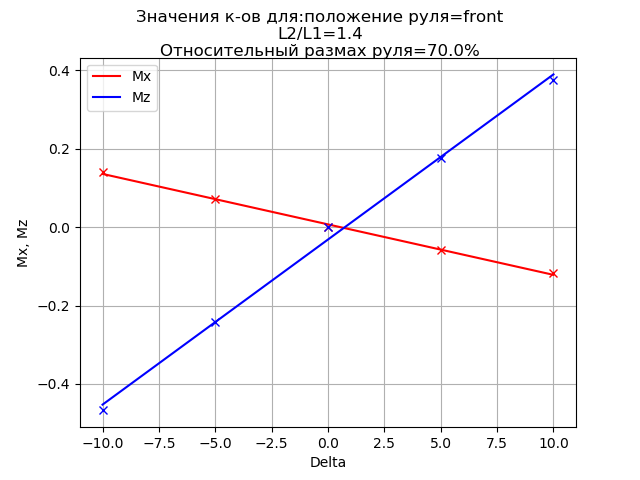 Значения к-ов для:положение руля=front
L2/L1=1.4
Относительный размах руля=70.0%
Mx
Mz
0.4
0.2
0.0
−0.2
−0.4
Mx, Mz
−10.0 −7.5 −5.0 −2.5 0.0 2.5 5.0 7.5 10.0
Delta